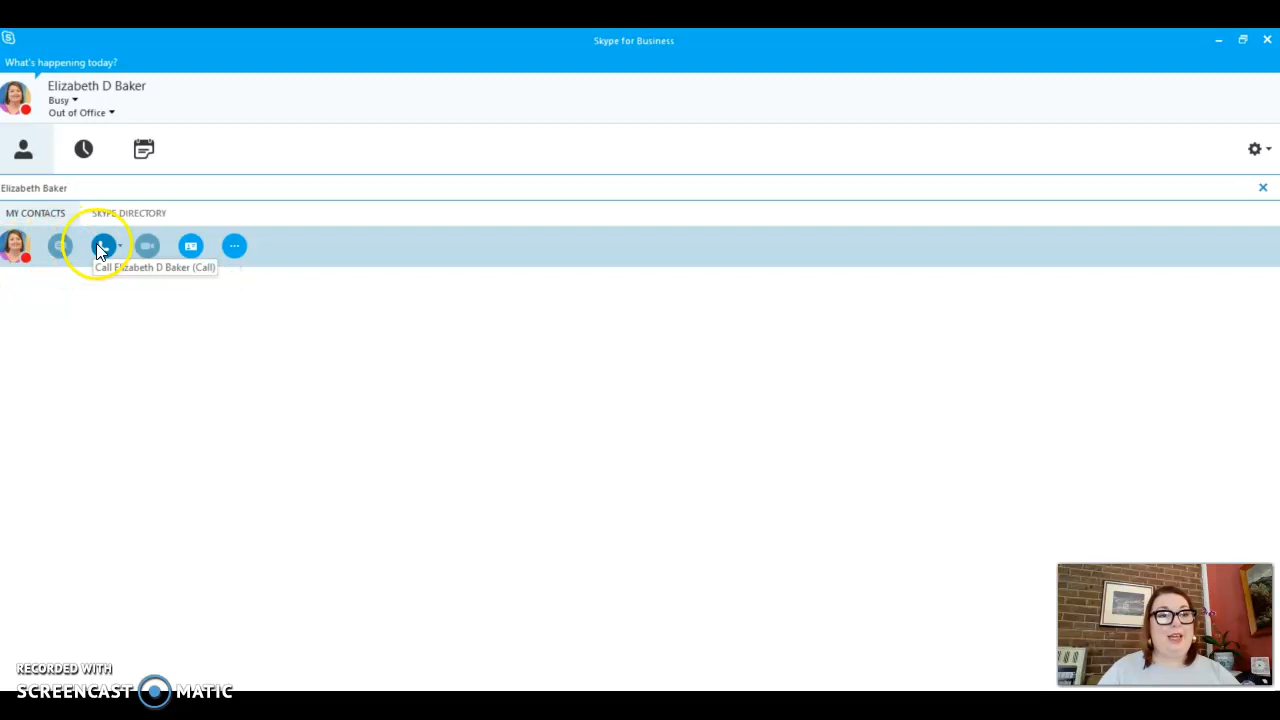 Skype for Business
What's happening today?
Elizabeth D Baker
Busy
Out of Office
Elizabeth Baker
MY CONTACTS
SKYPE DIRECTORY
Call Elizabeth D Baker (Call)
RECORDED WITH
SCREENCAST MATIC